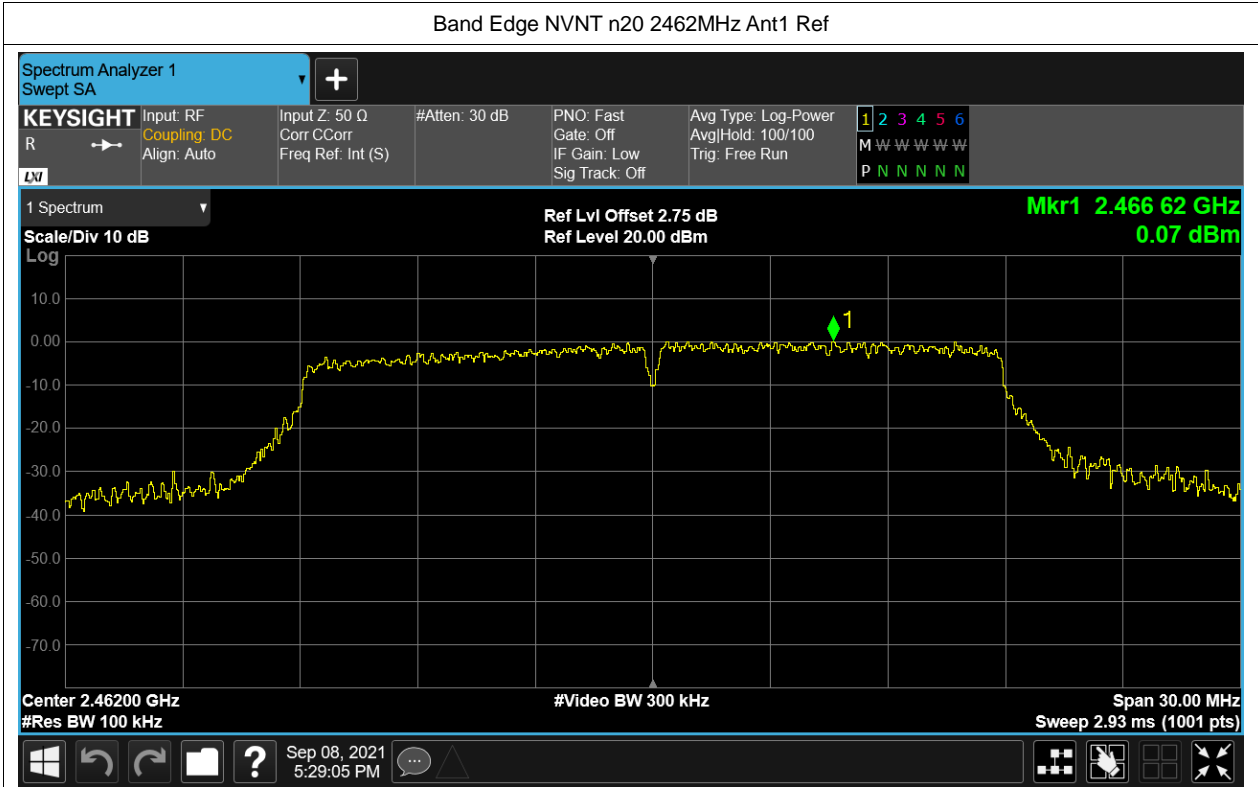 Band Edge NVNT n20 2462MHz Ant1 Ref
Spectrum Analyzer 1
Swept SA
KEYSIGHT
R
LXI
Input: RF
Coupling: DC
Align: Auto
Input Z: 50 Ω
Corr CCorr
Freq Ref: Int (S)
#Atten: 30 dB
PNO: Fast
Gate: Off
IF Gain: Low
Sig Track: Off
Avg Type: Log-Power
Avg|Hold: 100/100
Trig: Free Run
1 2 3 4 5 6
M W W W W W
P N N N N N
1 Spectrum
Scale/Div 10 dB
Ref Lvl Offset 2.75 dB
Ref Level 20.00 dBm
Mkr1 2.466 62 GHz
0.07 dBm
Log
10.0
0.00
-10.0
-20.0
-30.0
-40.0
-50.0
-60.0
-70.0
1
Center 2.46200 GHz
#Res BW 100 kHz
#Video BW 300 kHz
Span 30.00 MHz
Sweep 2.93 ms (1001 pts)
?
Sep 08, 2021
5:29:05 PM